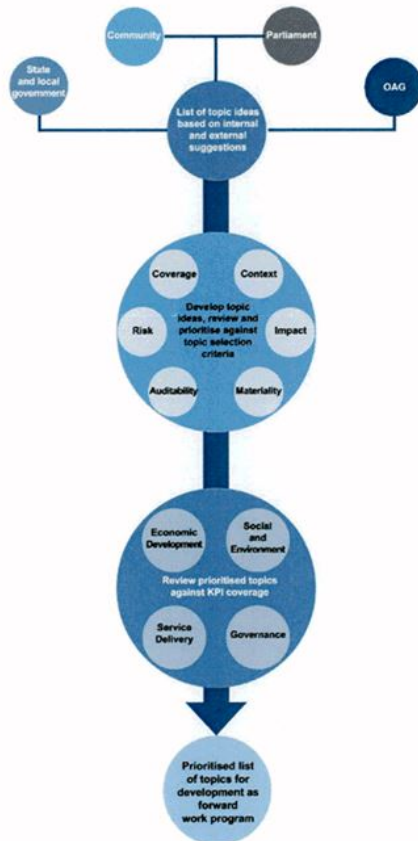 Community
Parliament
State
and local
government
OAG
List of topic ideas
based on internal
and external
suggestions
Coverage
Context
Develop topic
ideas, review and
prioritise against
topic selection
criteria
Risk
Impact
Auditability
Materiality
Economic
Development
Social
and
Environment
Review prioritised topics
against KPI coverage
Service
Delivery
Governance
Prioritised list
of topics for
development as
forward
work program